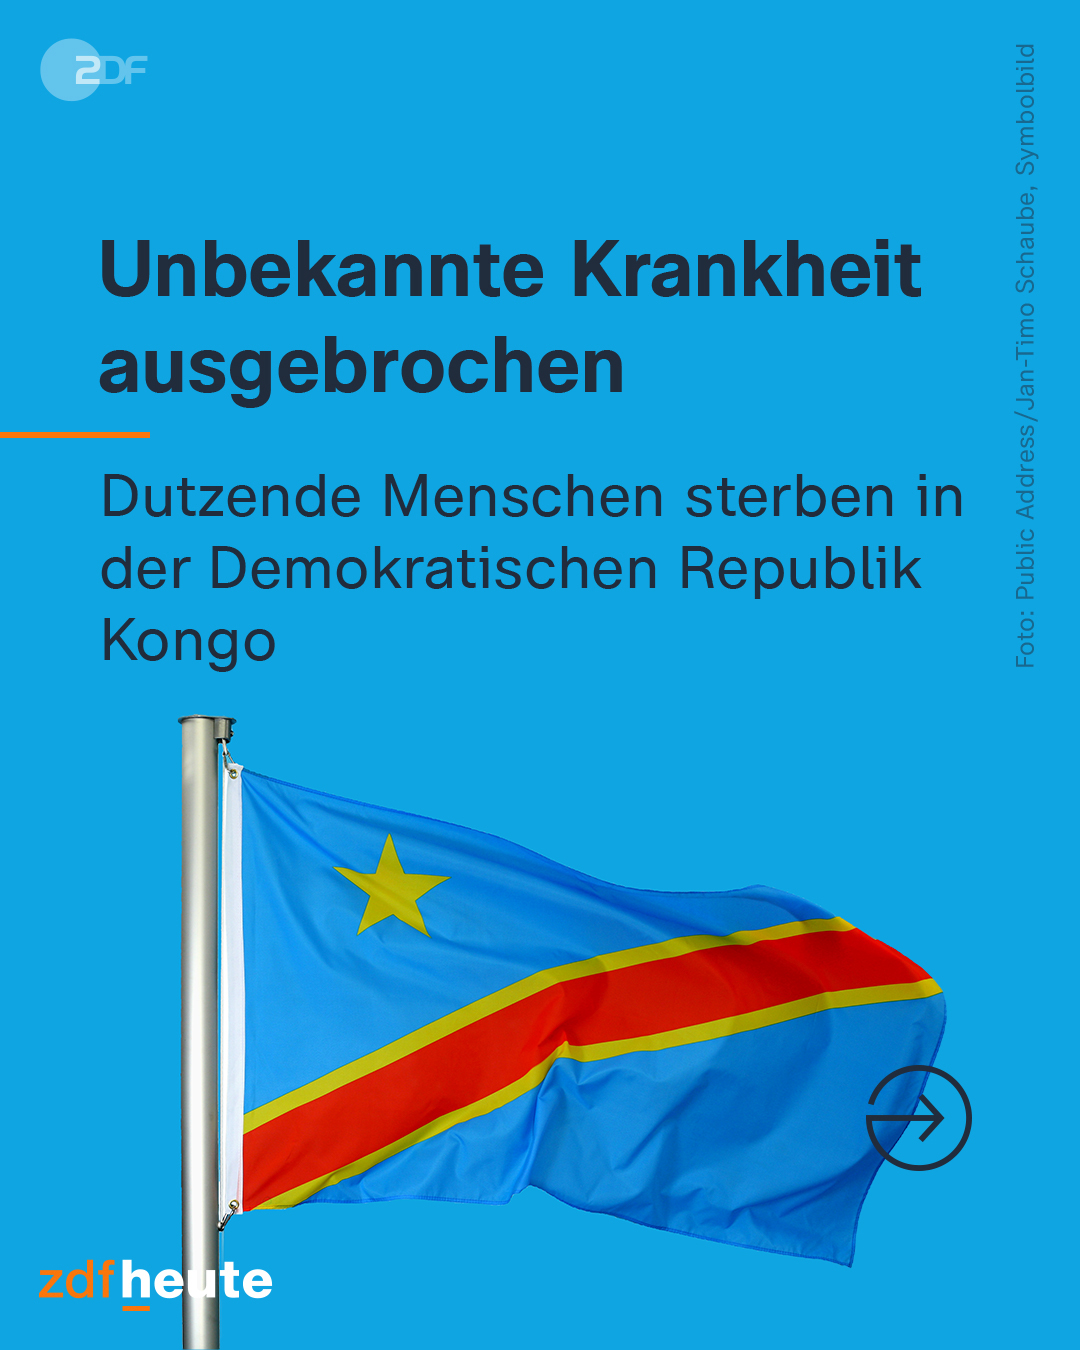 ZDF
Foto: Public Address/Jan-Timo Schaube, Symbolbild
Unbekannte Krankheit
ausgebrochen
Dutzende Menschen sterben in
der Demokratischen Republik
Kongo
zdfheute